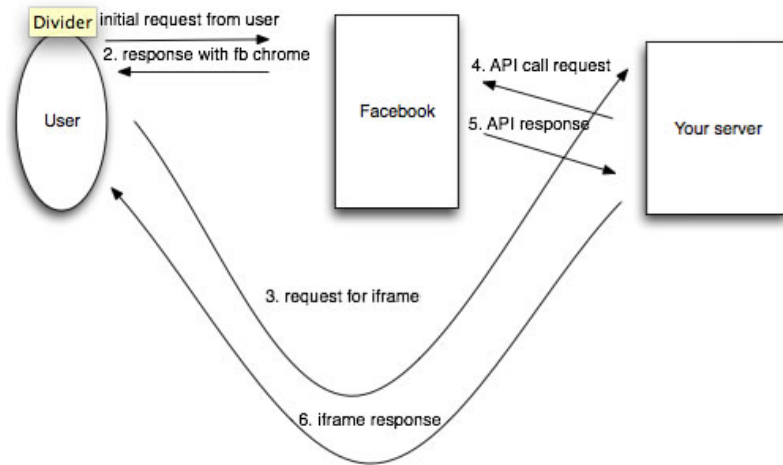 Divider
initial request from user
2. response with fb chrome
User
Facebook
4. API call request
5. API response
Your server
3. request for iframe
6. iframe response